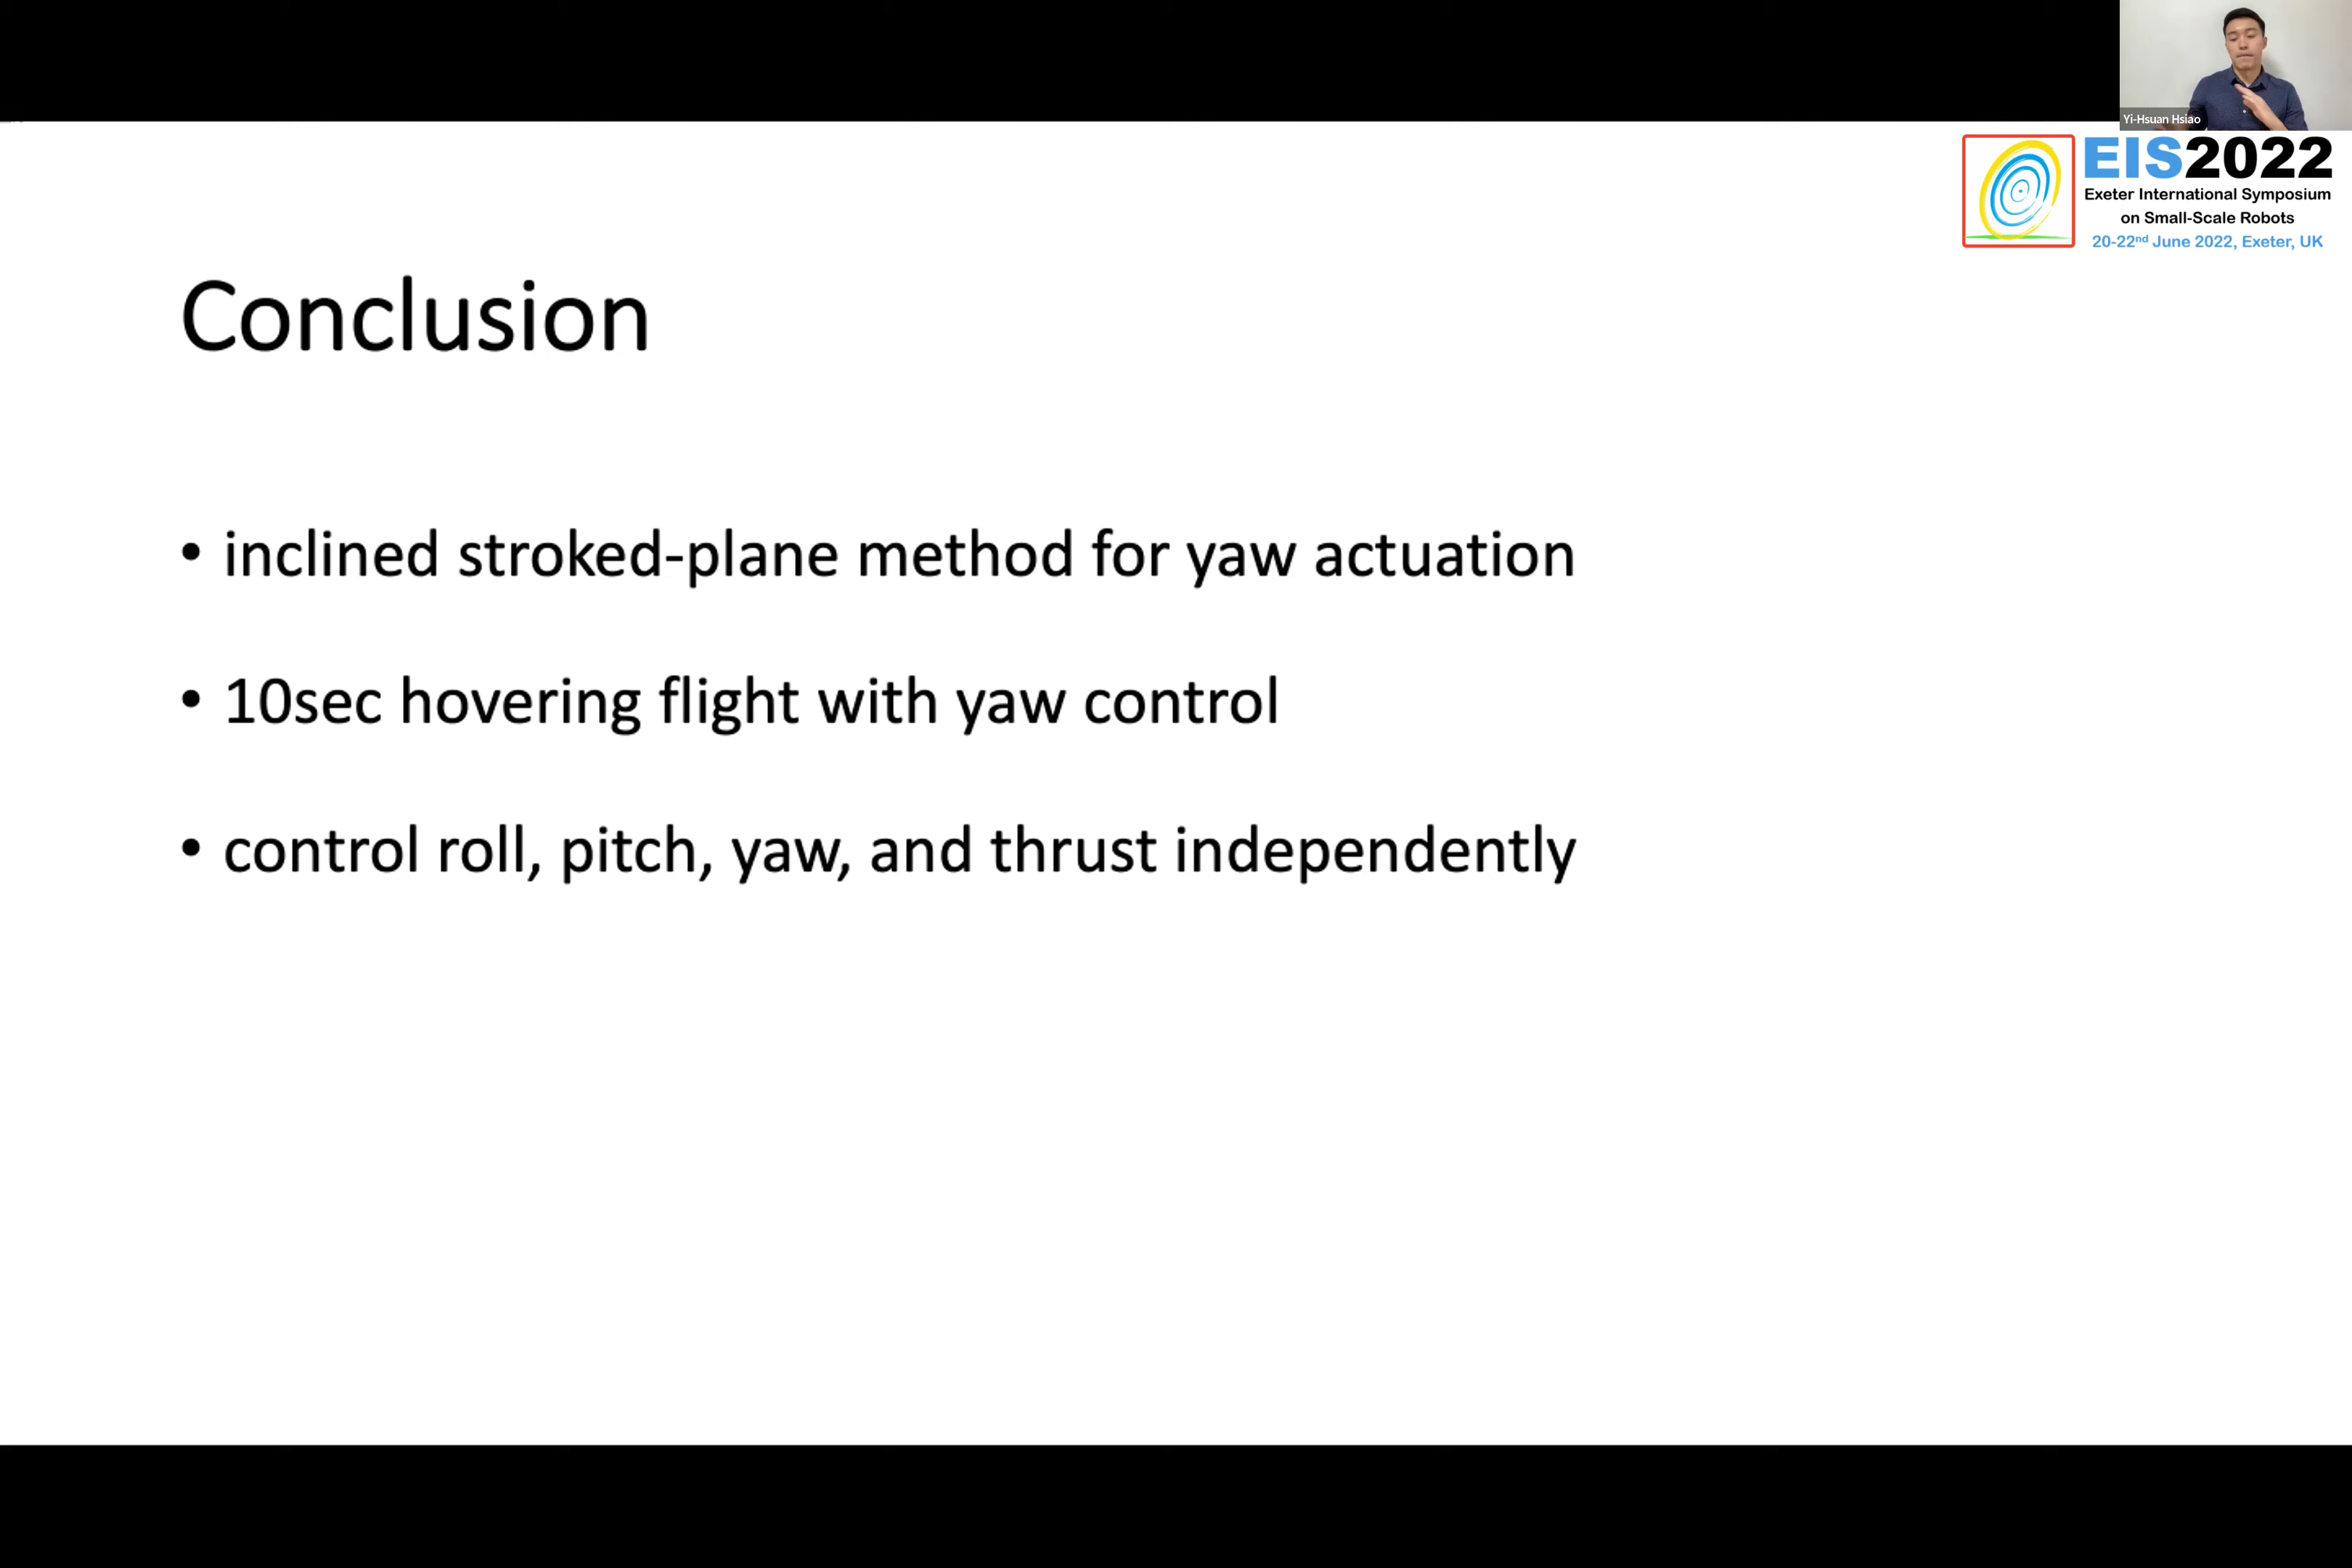 Yi-Hsuan Hsiao
EIS2022
Exeter International Symposium
on Small-Scale Robots
20-22nd June 2022, Exeter, UK
Conclusion
• inclined stroked-plane method for yaw actuation
• 10sec hovering flight with yaw control
• control roll, pitch, yaw, and thrust independently